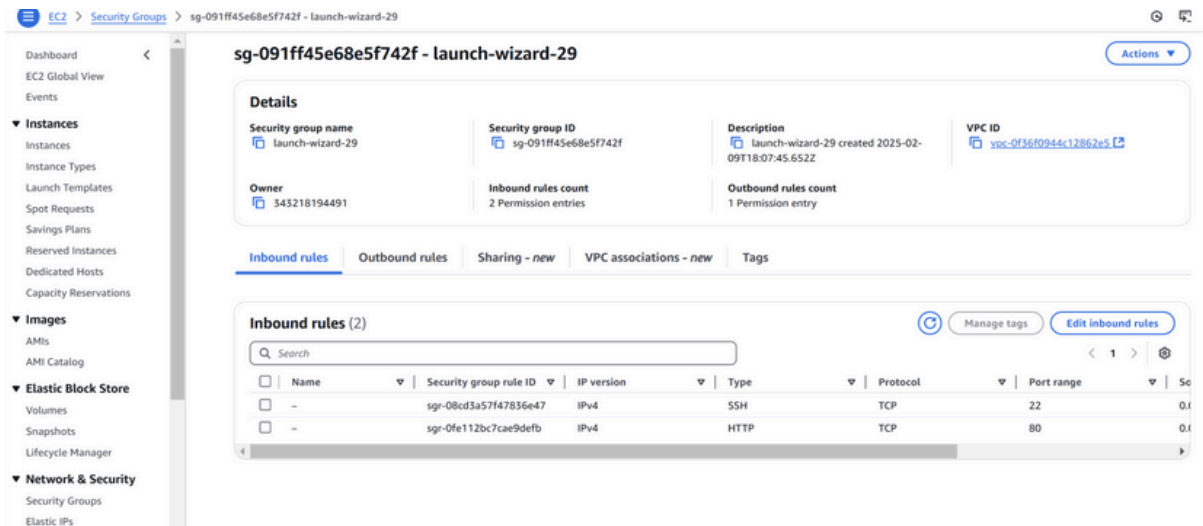 EC2 > Security Groups > sg-091ff45e68e5f742f - launch-wizard-29
Dashboard
EC2 Global View
Events
Instances
Instances
Instance Types
Launch Templates
Spot Requests
Savings Plans
Reserved Instances
Dedicated Hosts
Capacity Reservations
Images
AMIs
AMI Catalog
Elastic Block Store
Volumes
Snapshots
Lifecycle Manager
Network & Security
Security Groups
Elastic IPs
sg-091ff45e68e5f742f - launch-wizard-29
Actions
Details
Security group name
launch-wizard-29
Security group ID
sg-091ff45e68e5f742f
Description
launch-wizard-29 created 2025-02-
09T18:07:45.652Z
VPC ID
vpc-0f36f0944c12862e5
Owner
343218194491
Inbound rules count
2 Permission entries
Outbound rules count
1 Permission entry
Inbound rules Outbound rules Sharing - new VPC associations - new Tags
Inbound rules (2)
Manage tags Edit inbound rules
Search
< 1 >
Name Security group rule ID IP version Type Protocol Port range
– sgr-08cd3a57f47836e47 IPv4 SSH TCP 22
– sgr-0fe112bc7cae9defb IPv4 HTTP TCP 80